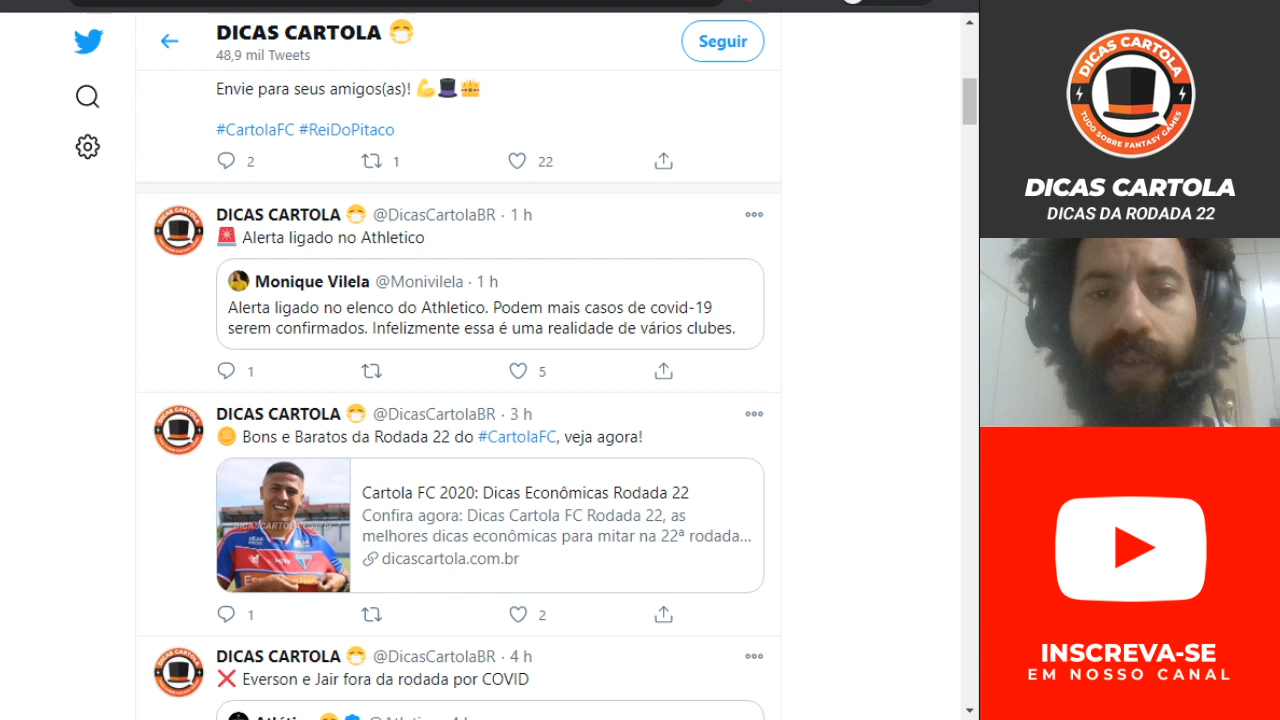 DICAS CARTOLA 😷
48,9 mil Tweets
Seguir
Envie para seus amigos(as)! 💪🎩👑
#CartolaFC #ReiDoPitaco
2 1 22
DICAS CARTOLA 😷 @DicasCartolaBR · 1 h
🚨 Alerta ligado no Athletico
Monique Vilela @Monivilela · 1 h
Alerta ligado no elenco do Athletico. Podem mais casos de covid-19
serem confirmados. Infelizmente essa é uma realidade de vários clubes.
1 5
DICAS CARTOLA 😷 @DicasCartolaBR · 3 h
🪙 Bons e Baratos da Rodada 22 do #CartolaFC, veja agora!
Cartola FC 2020: Dicas Econômicas Rodada 22
Confira agora: Dicas Cartola FC Rodada 22, as
melhores dicas econômicas para mitar na 22ª rodada...
dicascartola.com.br
1 2
DICAS CARTOLA 😷 @DicasCartolaBR · 4 h
❌ Everson e Jair fora da rodada por COVID
DICAS CARTOLA
TUDO SOBRE FANTASY GAMES
DICAS CARTOLA
DICAS DA RODADA 22
INSCREVA-SE
EM NOSSO CANAL